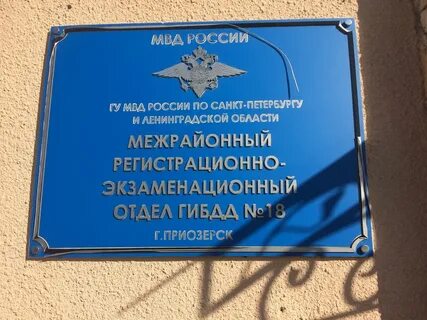 МВД РОССИИ
ГУ МВД РОССИИ ПО САНКТ-ПЕТЕРБУРГУ
И ЛЕНИНГРАДСКОЙ ОБЛАСТИ
МЕЖРАЙОННЫЙ
РЕГИСТРАЦИОННО-
ЭКЗАМЕНАЦИОННЫЙ
ОТДЕЛ ГИБДД №18
Г.ПРИОЗЕРСК